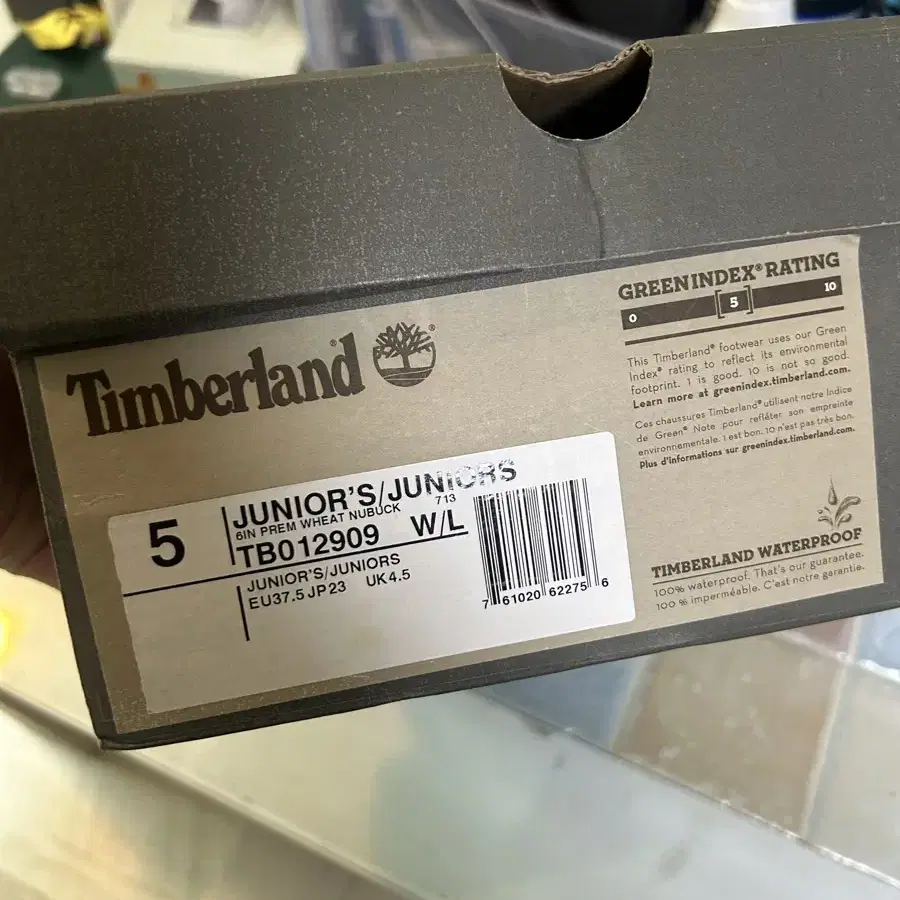 Timberland®
GREEN INDEX® RATING
0 5 10
This Timberland® footwear uses our Green
Index® rating to reflect its environmental
footprint. 1 is good. 10 is not so good.
Learn more at greenindex.timberland.com.
Ces chaussures Timberland® utilisent notre Indice
de Green® Note pour refléter son empreinte
environnementale. 1 est bon. 10 n'est pas très bon.
Plus d'informations sur greenindex.timberland.com.
5
JUNIOR'S/JUNIORS
6IN PREM WHEAT NUBUCK 713
TB012909 W/L
JUNIOR'S/JUNIORS
EU37.5 JP23 UK4.5
7 61020 62275 6
TIMBERLAND WATERPROOF
100% waterproof. That's our guarantee.
100 % imperméable. C'est notre garantie.